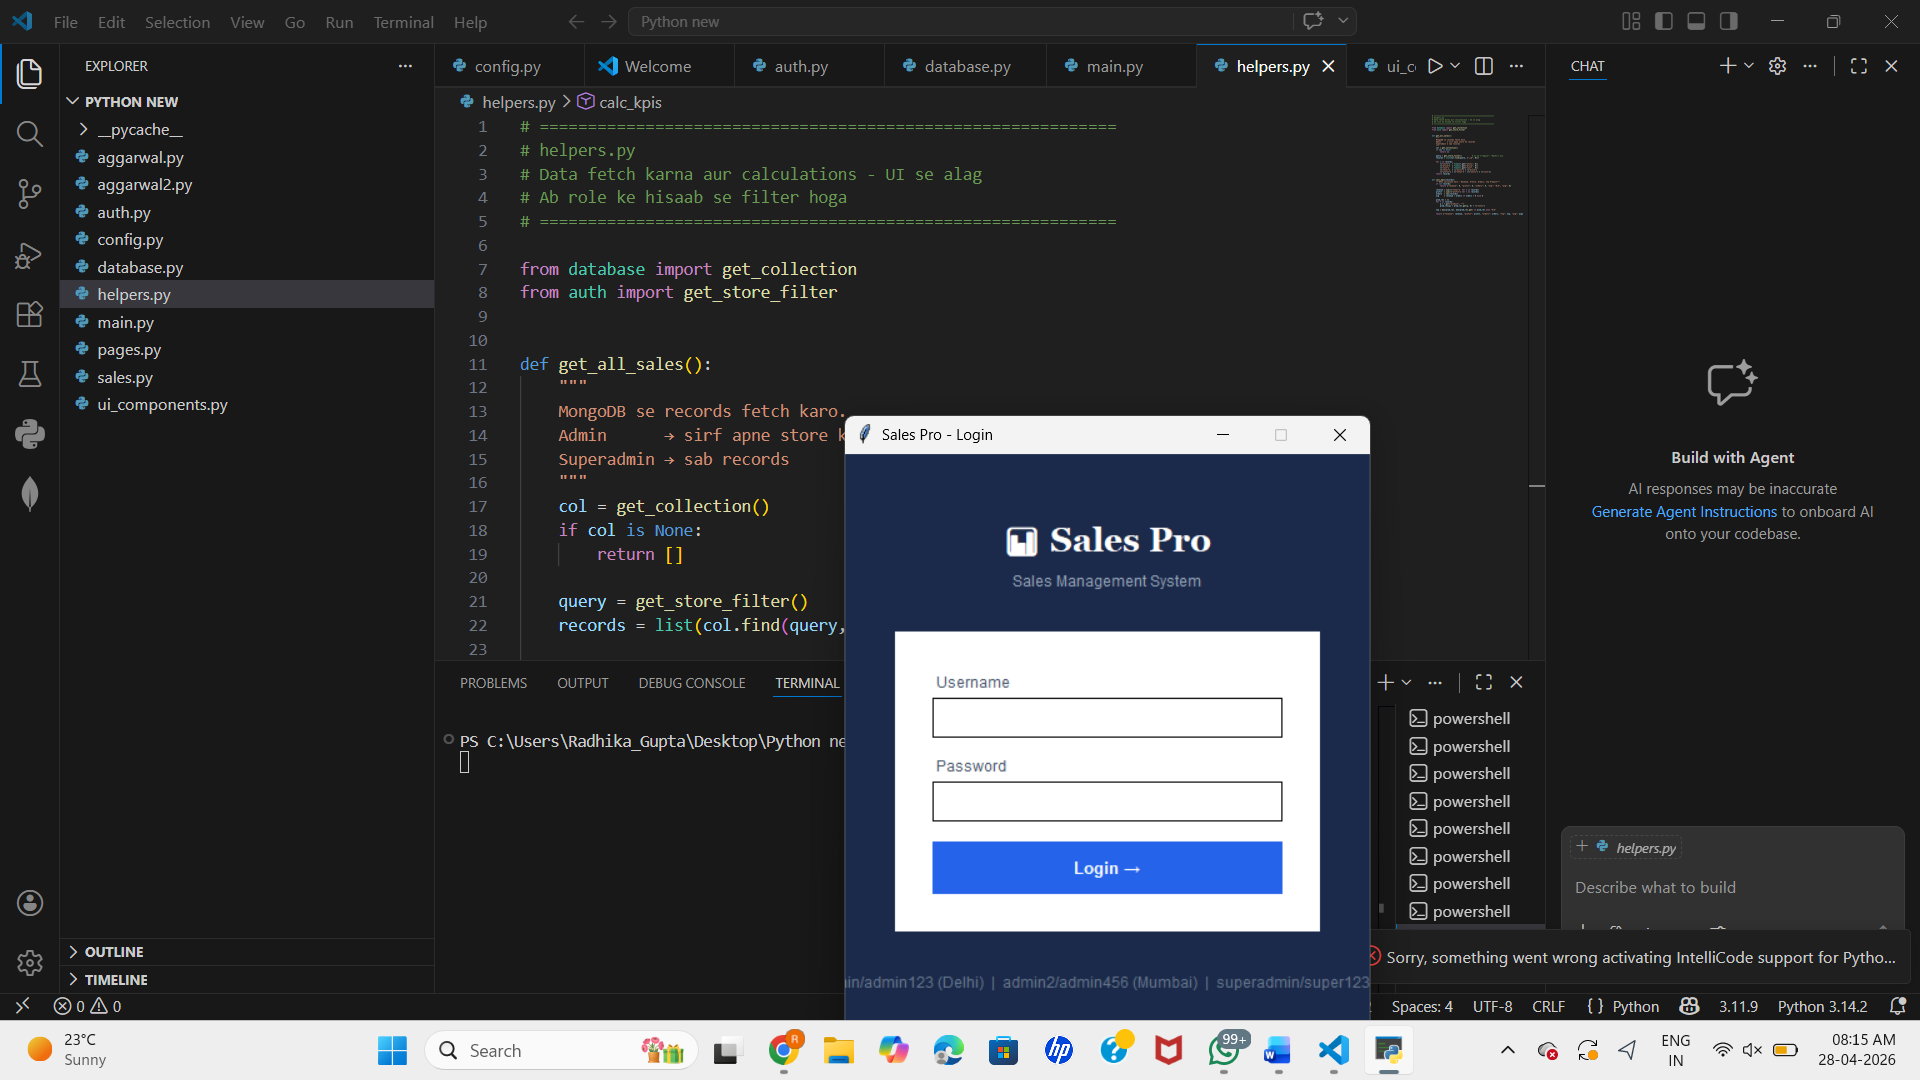 File Edit Selection View Go Run Terminal Help
Python new
EXPLORER
PYTHON NEW
__pycache__
aggarwal.py
aggarwal2.py
auth.py
config.py
database.py
helpers.py
main.py
pages.py
sales.py
ui_components.py
OUTLINE
TIMELINE
config.py Welcome auth.py database.py main.py helpers.py
helpers.py > calc_kpis
1 # ============================================================
2 # helpers.py
3 # Data fetch karna aur calculations - UI se alag
4 # Ab role ke hisaab se filter hoga
5 # ============================================================
6
7 from database import get_collection
8 from auth import get_store_filter
9
10
11 def get_all_sales():
12 """
13 MongoDB se records fetch karo.
14 Admin → sirf apne store
15 Superadmin → sab records
16 """
17 col = get_collection()
18 if col is None:
19 return []
20
21 query = get_store_filter()
22 records = list(col.find(query,
23
PROBLEMS OUTPUT DEBUG CONSOLE TERMINAL
PS C:\Users\Radhika_Gupta\Desktop\Python ne
powershell
powershell
powershell
powershell
powershell
powershell
powershell
powershell
Sales Pro - Login
Sales Pro
Sales Management System
Username
Password
Login →
admin123 (Delhi) | admin2/admin456 (Mumbai) | superadmin/super123
CHAT
Build with Agent
AI responses may be inaccurate
Generate Agent Instructions to onboard AI
onto your codebase.
helpers.py
Describe what to build
Sorry, something went wrong activating IntelliCode support for Pytho...
0 0
Spaces: 4 UTF-8 CRLF { } Python 3.11.9 Python 3.14.2
23°C
Sunny
Search
R
99+
ENG
IN
08:15 AM
28-04-2026